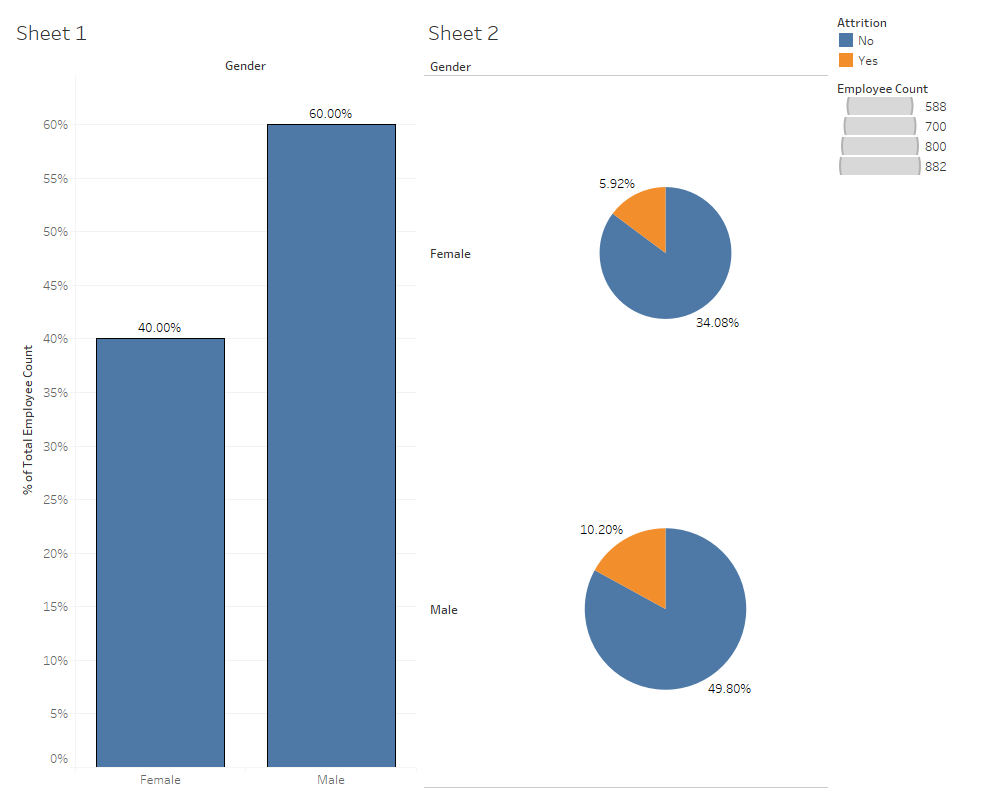 Sheet 1
Gender
60.00%
40.00%
60%
55%
50%
45%
40%
35%
30%
25%
20%
15%
10%
5%
0%
% of Total Employee Count
Female
Male
Sheet 2
Gender
Female
5.92%
34.08%
Male
10.20%
49.80%
Attrition
No
Yes
Employee Count
588
700
800
882